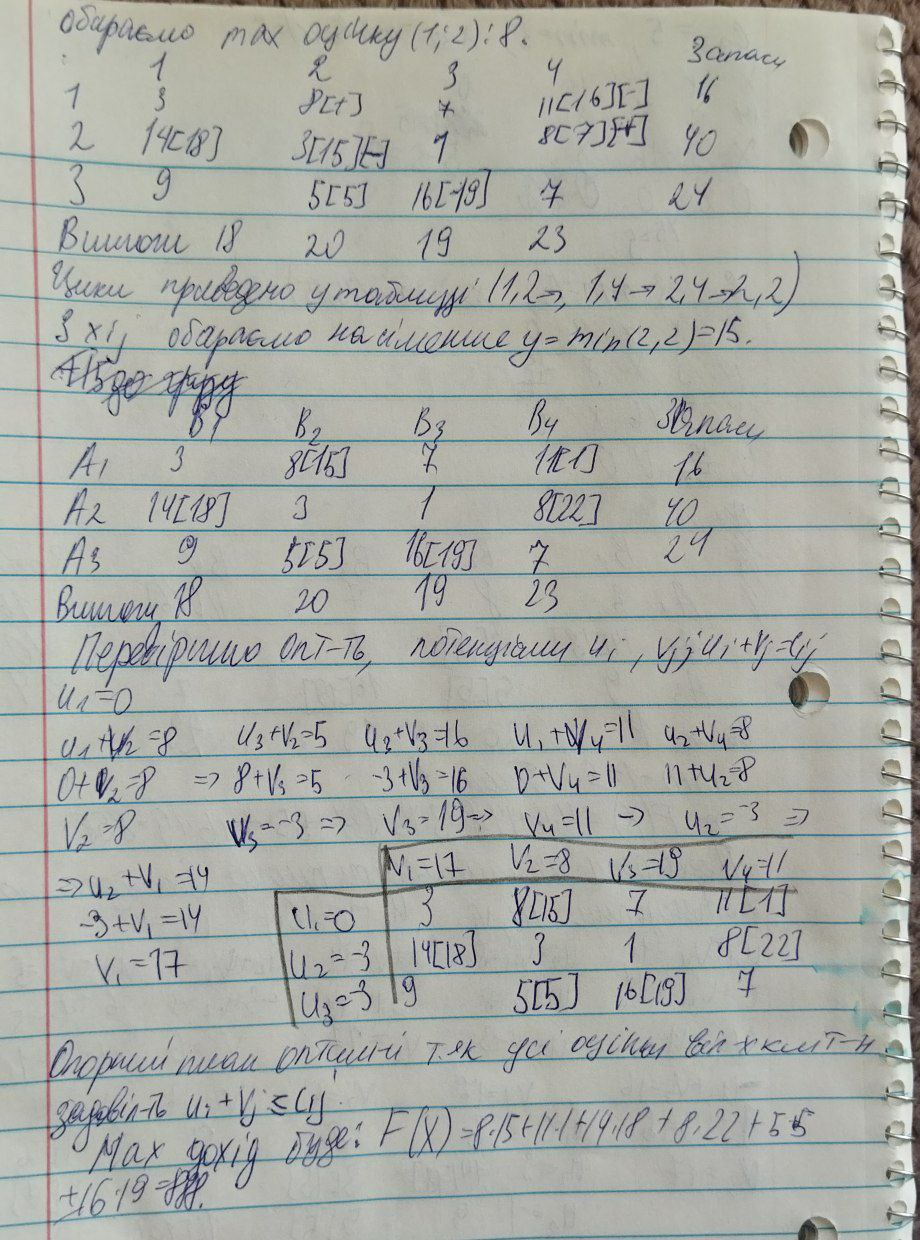 обираємо max оцінку (1;2): 8.
1 2 3 4 Запаси
1 3 8[+] 7 11[16][-] 16
2 14[18] 3[15][-] 1 8[7][+] 40
3 9 5[5] 16[19] 7 24
Вимоги 18 20 19 23
Цикл приведено у таблиці (1,2→, 1,4→2,4→2,2)
З xij обираємо найменше y=min(2,2)=15.
B1 B2 B3 B4 Запаси
A1 3 8[15] 7 11[1] 16
A2 14[18] 3 1 8[22] 40
A3 9 5[5] 16[19] 7 24
Вимоги 18 20 19 23
Перевіримо опт-ть, потенціали ui, vj; ui+vj=cij
u1=0
u1+v2=8 u3+v2=5 u3+v3=16 u1+v4=11 u2+v4=8
0+v2=8 => 8+v3=5 -3+v3=16 0+v4=11 11+u2=8
v2=8 v3=-3 => v3=19 => v4=11 → u2=-3 =>
=> u2+v1=14 v1=17 v2=8 v3=19 v4=11
-3+v1=14 u1=0 3 8[15] 7 11[1]
v1=17 u2=-3 14[18] 3 1 8[22]
u3=-3 9 5[5] 16[19] 7
Опорний план оптим-й т.як усі оцінки
задовіл-ть ui+vj≤cij
Max дохід буде: F(X)=8·15+11·1+14·18+8·22+5·5
+16·19=888.